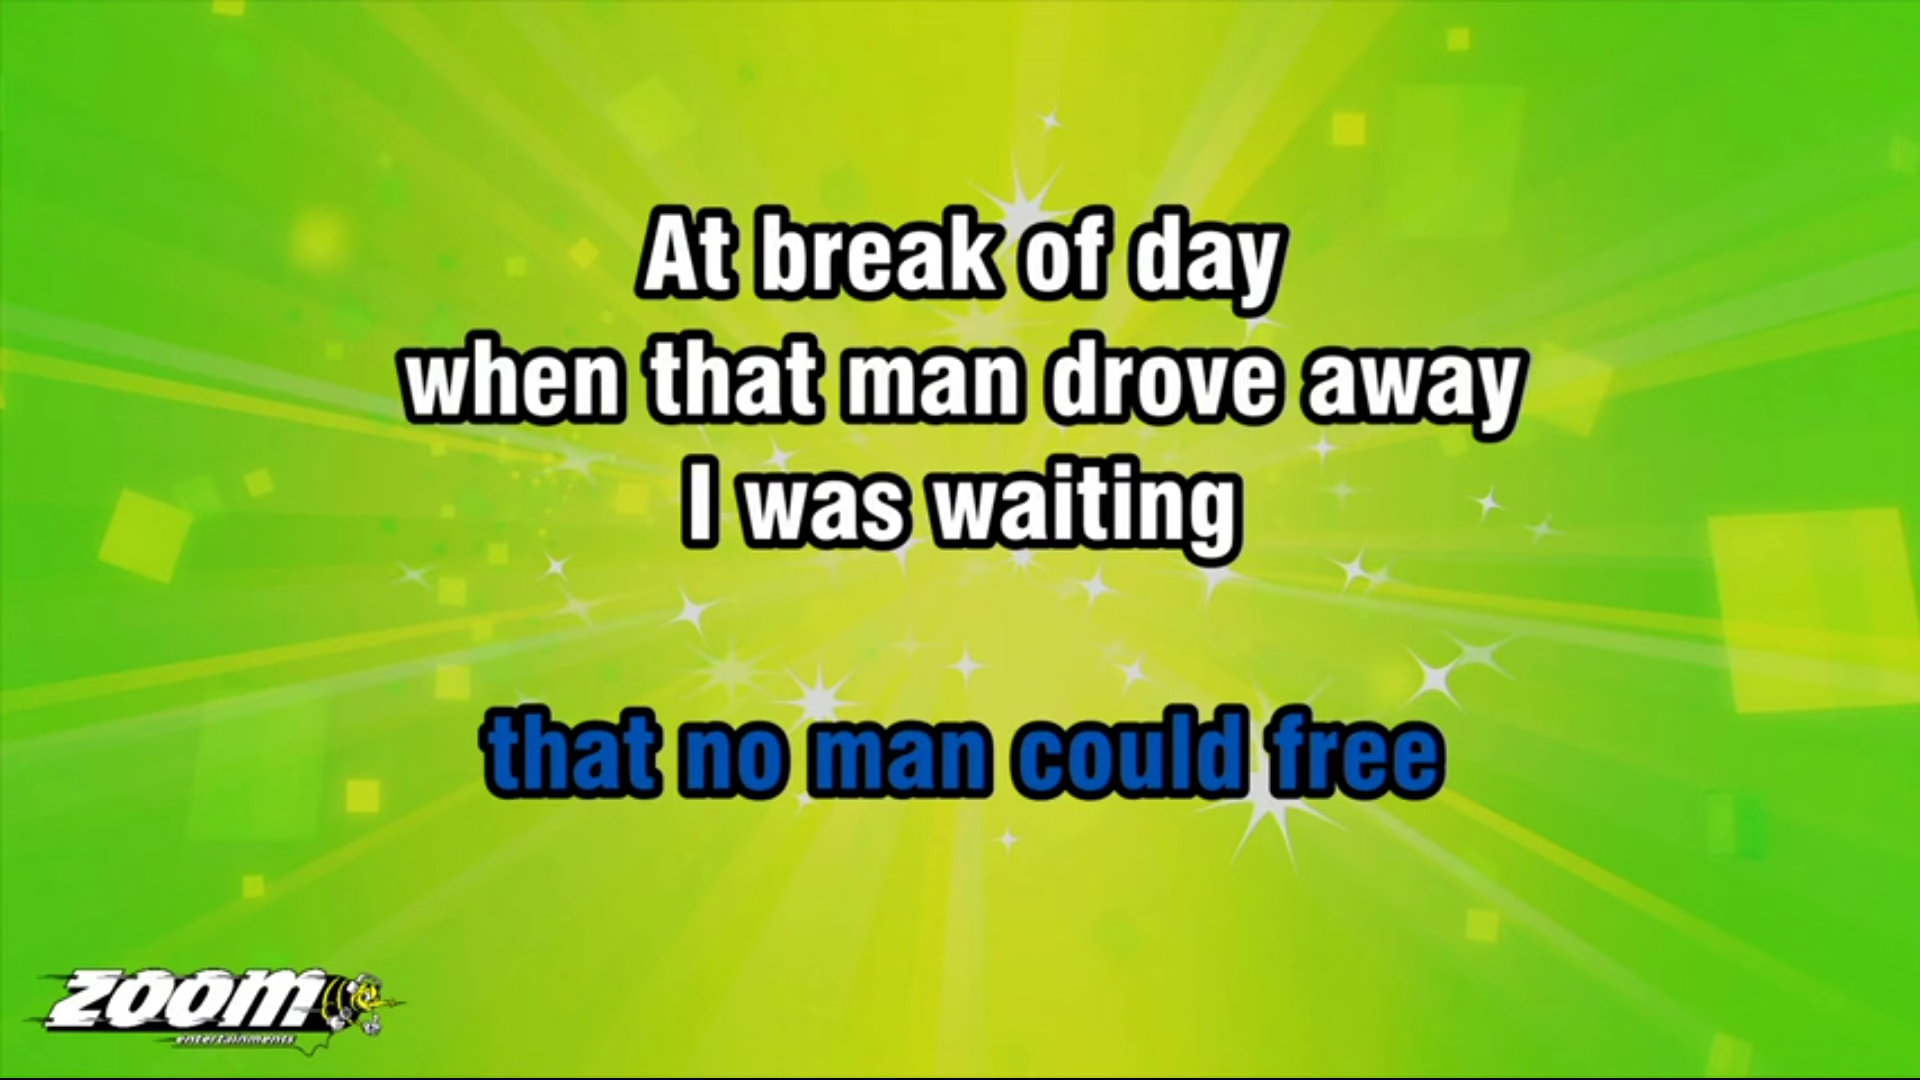 At break of day
when that man drove away
I was waiting
that no man could free
zoom
entertainments